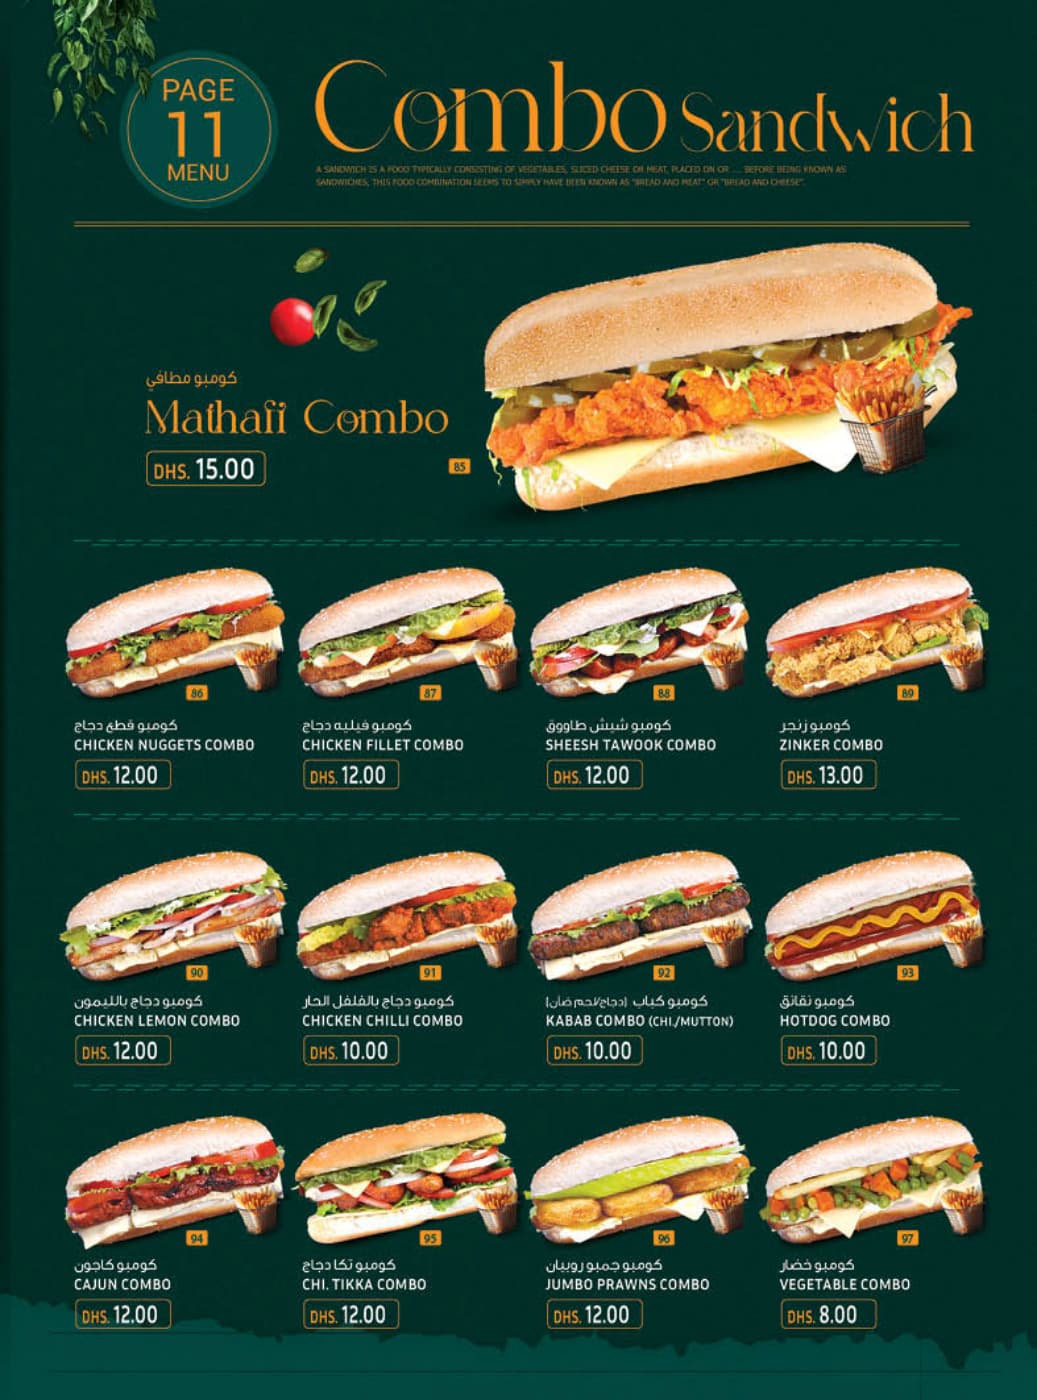 PAGE
11
MENU
Combo Sandwich
A SANDWICH IS A FOOD TYPICALLY CONSISTING OF VEGETABLES, SLICED CHEESE OR MEAT, PLACED ON OR .... BEFORE BEING KNOWN AS
SANDWICHES, THIS FOOD COMBINATION SEEMS TO SIMPLY HAVE BEEN KNOWN AS "BREAD AND MEAT" OR "BREAD AND CHEESE".
كومبو مطافي
Mathafi Combo
DHS. 15.00
85
86
87
88
89
كومبو قطع دجاج
CHICKEN NUGGETS COMBO
DHS. 12.00
كومبو فيليه دجاج
CHICKEN FILLET COMBO
DHS. 12.00
كومبو شيش طاووق
SHEESH TAWOOK COMBO
DHS. 12.00
كومبو زنجر
ZINKER COMBO
DHS. 13.00
90
91
92
93
كومبو دجاج بالليمون
CHICKEN LEMON COMBO
DHS. 12.00
كومبو دجاج بالفلفل الحار
CHICKEN CHILLI COMBO
DHS. 10.00
كومبو كباب (دجاج/لحم ضأن)
KABAB COMBO (CHI./MUTTON)
DHS. 10.00
كومبو نقانق
HOTDOG COMBO
DHS. 10.00
94
95
96
97
كومبو كاجون
CAJUN COMBO
DHS. 12.00
كومبو تكا دجاج
CHI. TIKKA COMBO
DHS. 12.00
كومبو جمبو روبيان
JUMBO PRAWNS COMBO
DHS. 12.00
كومبو خضار
VEGETABLE COMBO
DHS. 8.00